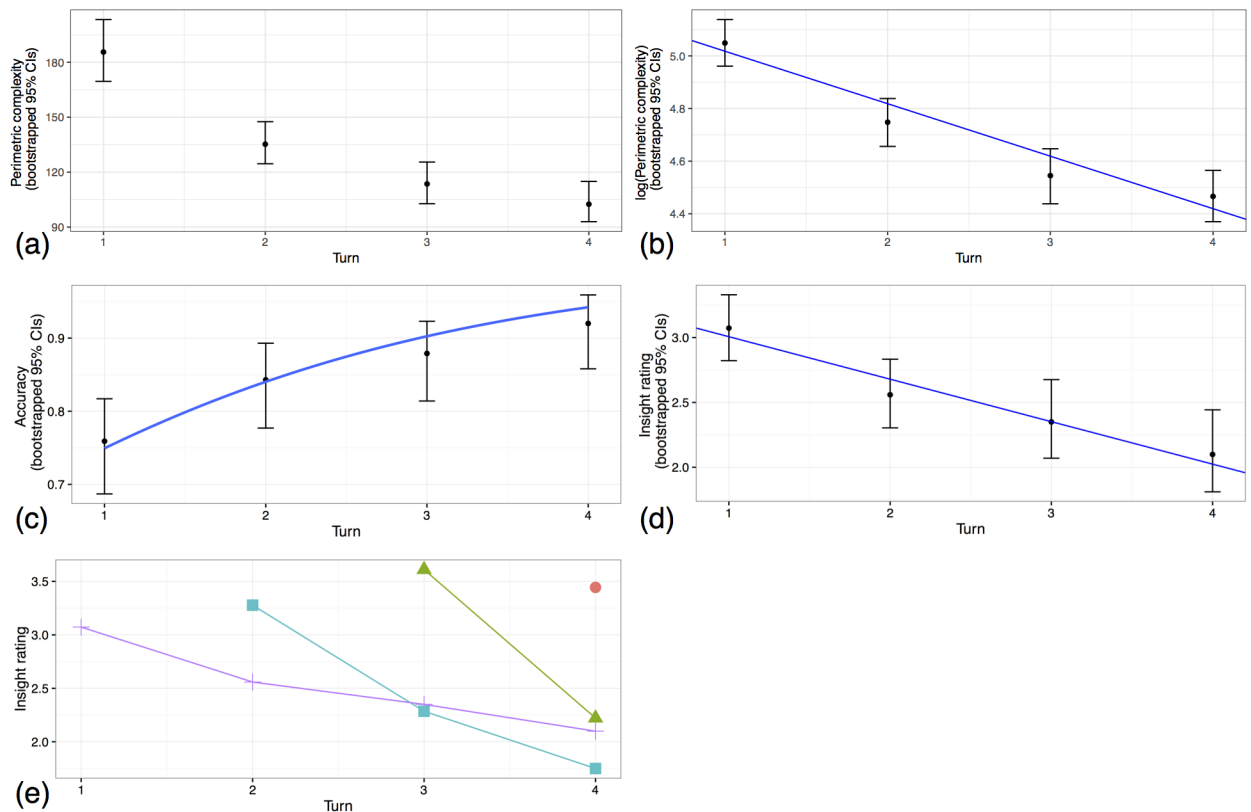 Perimetric complexity
(bootstrapped 95% CIs)
180
150
120
90
1
2
3
4
Turn
(a)
log(Perimetric complexity)
(bootstrapped 95% CIs)
5.0
4.8
4.6
4.4
1
2
3
4
Turn
(b)
Accuracy
(bootstrapped 95% CIs)
0.9
0.8
0.7
1
2
3
4
Turn
(c)
Insight rating
(bootstrapped 95% CIs)
3.0
2.5
2.0
1
2
3
4
Turn
(d)
Insight rating
3.5
3.0
2.5
2.0
1
2
3
4
Turn
(e)